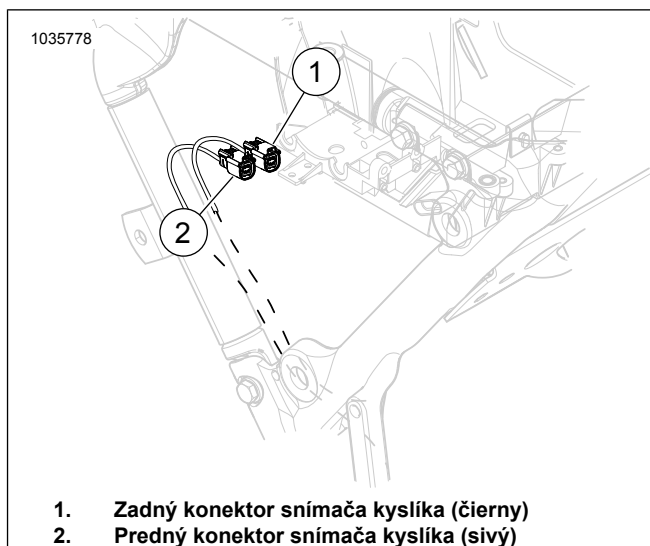 1035778
1
2
1. Zadný konektor snímača kyslíka (čierny)
2. Predný konektor snímača kyslíka (sivý)